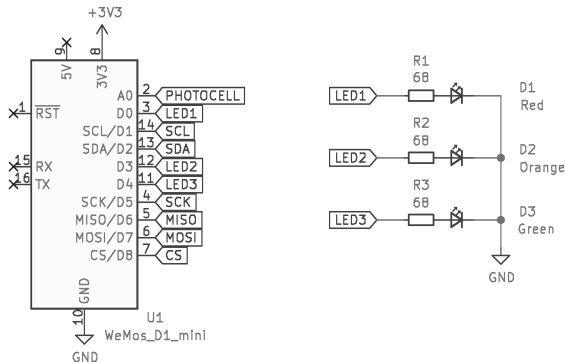 +3V3
9
8
5V
3V3
1
RST
A0
2
PHOTOCELL
D0
3
LED1
SCL/D1
14
SCL
SDA/D2
13
SDA
15
RX
D3
12
LED2
16
TX
D4
11
LED3
SCK/D5
4
SCK
MISO/D6
5
MISO
MOSI/D7
6
MOSI
CS/D8
7
CS
GND
10
U1
WeMos_D1_mini
GND
R1
68
LED1
D1
Red
R2
68
LED2
D2
Orange
R3
68
LED3
D3
Green
GND